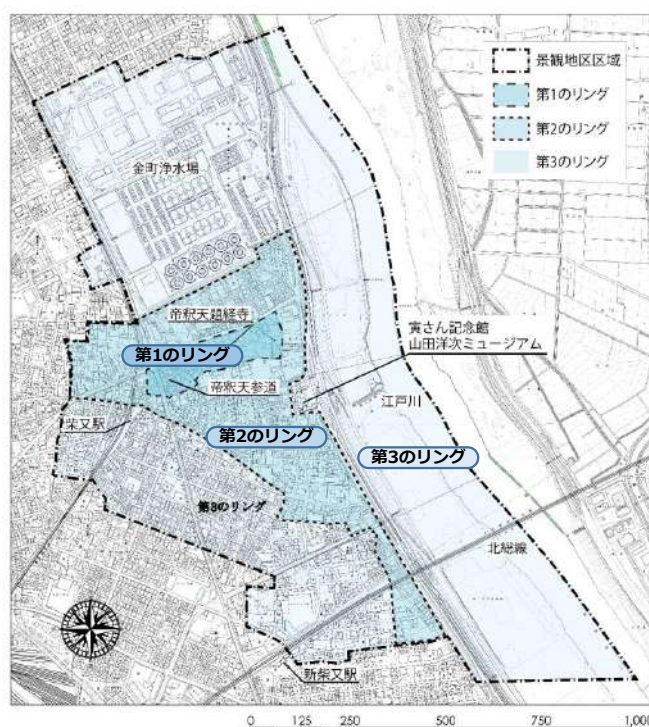 景観地区区域
第1のリング
第2のリング
第3のリング
金町浄水場
帝釈天題経寺
寅さん記念館
山田洋次ミュージアム
第1のリング
帝釈天参道
江戸川
柴又駅
第2のリング
第3のリング
第3のリング
北総線
新柴又駅
0 125 250 500 750 1,000